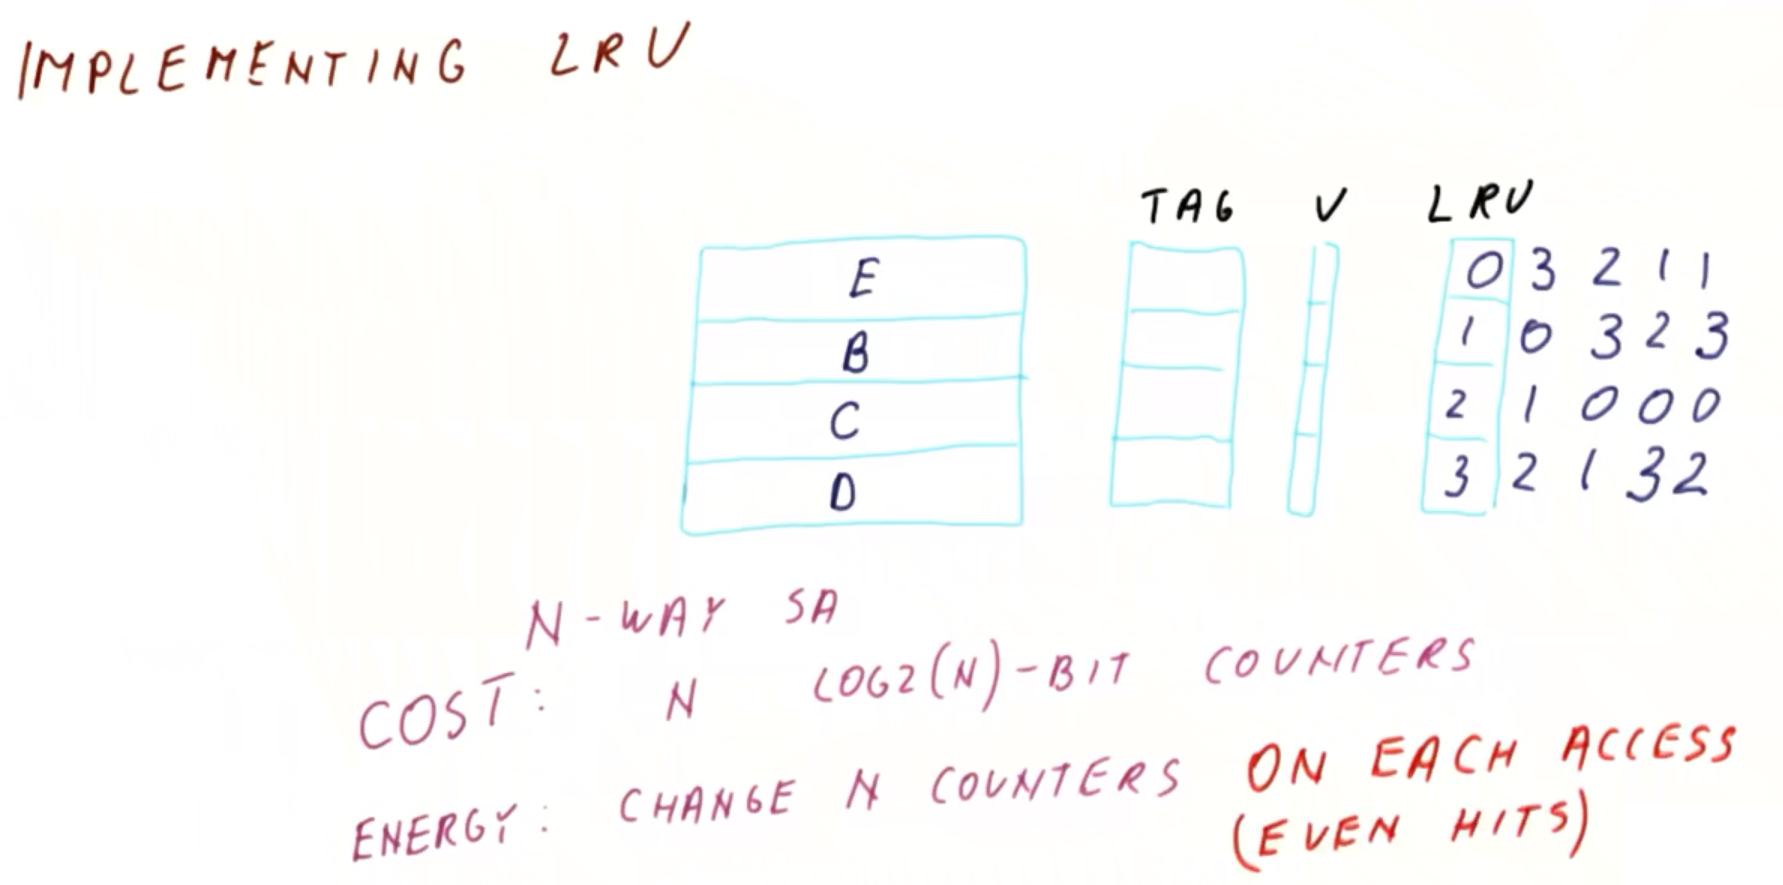 IMPLEMENTING LRU
TAG V LRU
E 0 3 2 1 1
B 1 0 3 2 3
C 2 1 0 0 0
D 3 2 1 3 2
N-WAY SA
COST: N LOG2(N)-BIT COUNTERS
ENERGY: CHANGE N COUNTERS ON EACH ACCESS
(EVEN HITS)